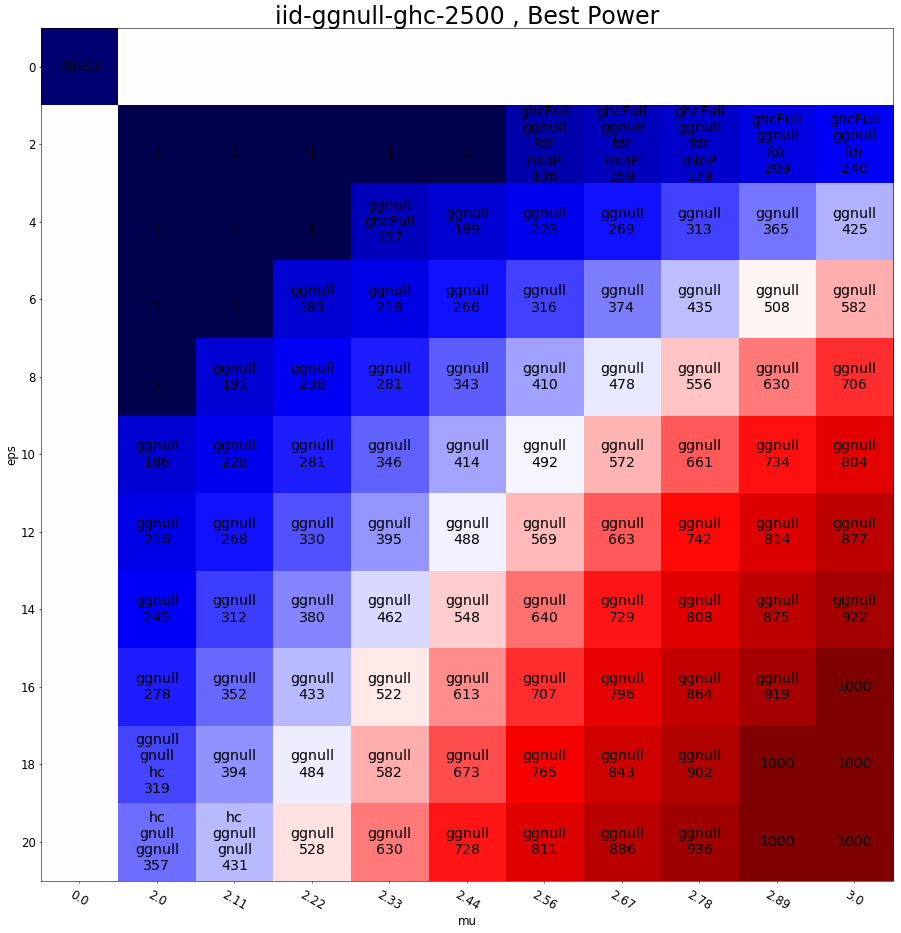 iid-ggnull-ghc-2500 , Best Power
0
49-53
2
1
1
1
1
1
ghcFull
ggnull
fdr
minP
136
ghcFull
ggnull
fdr
minP
159
ghcFull
ggnull
fdr
minP
179
ghcFull
ggnull
fdr
209
ghcFull
ggnull
fdr
240
4
1
1
1
ggnull
ghcFull
157
ggnull
189
ggnull
223
ggnull
269
ggnull
313
ggnull
365
ggnull
425
6
1
1
ggnull
185
ggnull
218
ggnull
266
ggnull
316
ggnull
374
ggnull
435
ggnull
508
ggnull
582
8
1
ggnull
191
ggnull
238
ggnull
281
ggnull
343
ggnull
410
ggnull
478
ggnull
556
ggnull
630
ggnull
706
eps
10
ggnull
186
ggnull
228
ggnull
281
ggnull
346
ggnull
414
ggnull
492
ggnull
572
ggnull
661
ggnull
734
ggnull
804
12
ggnull
216
ggnull
268
ggnull
330
ggnull
395
ggnull
488
ggnull
569
ggnull
663
ggnull
742
ggnull
814
ggnull
877
14
ggnull
245
ggnull
312
ggnull
380
ggnull
462
ggnull
548
ggnull
640
ggnull
729
ggnull
808
ggnull
875
ggnull
922
16
ggnull
278
ggnull
352
ggnull
433
ggnull
522
ggnull
613
ggnull
707
ggnull
796
ggnull
864
ggnull
919
1000
18
ggnull
gnull
hc
319
ggnull
394
ggnull
484
ggnull
582
ggnull
673
ggnull
765
ggnull
843
ggnull
902
1000
1000
20
hc
gnull
ggnull
357
hc
ggnull
gnull
431
ggnull
528
ggnull
630
ggnull
728
ggnull
811
ggnull
886
ggnull
936
1000
1000
0.0
2.0
2.11
2.22
2.33
2.44
2.56
2.67
2.78
2.89
3.0
mu